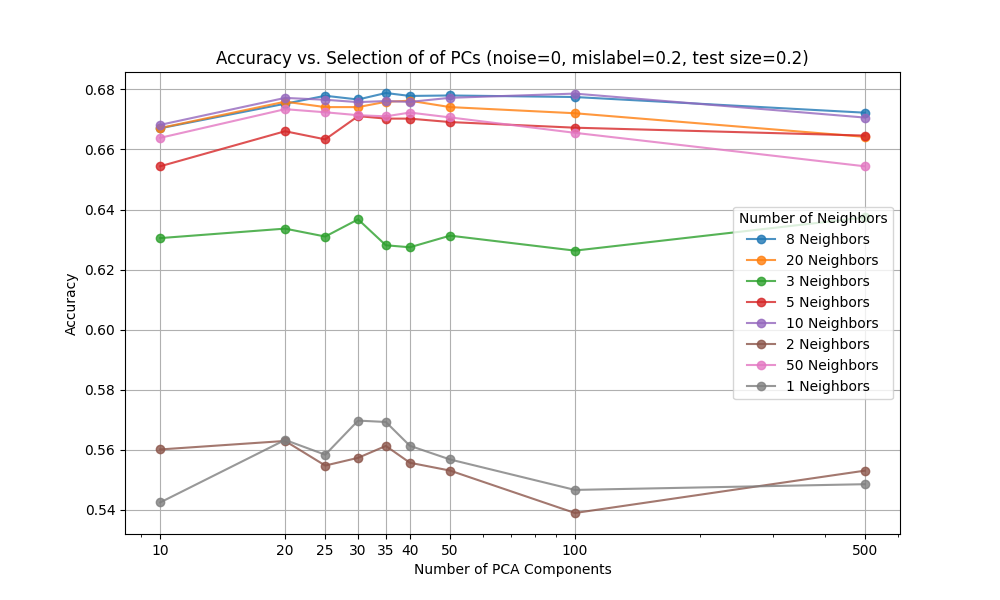 Accuracy vs. Selection of of PCs (noise=0, mislabel=0.2, test size=0.2)
Accuracy
0.68
0.66
0.64
0.62
0.60
0.58
0.56
0.54
Number of Neighbors
8 Neighbors
20 Neighbors
3 Neighbors
5 Neighbors
10 Neighbors
2 Neighbors
50 Neighbors
1 Neighbors
10 20 25 30 35 40 50 100 500
Number of PCA Components